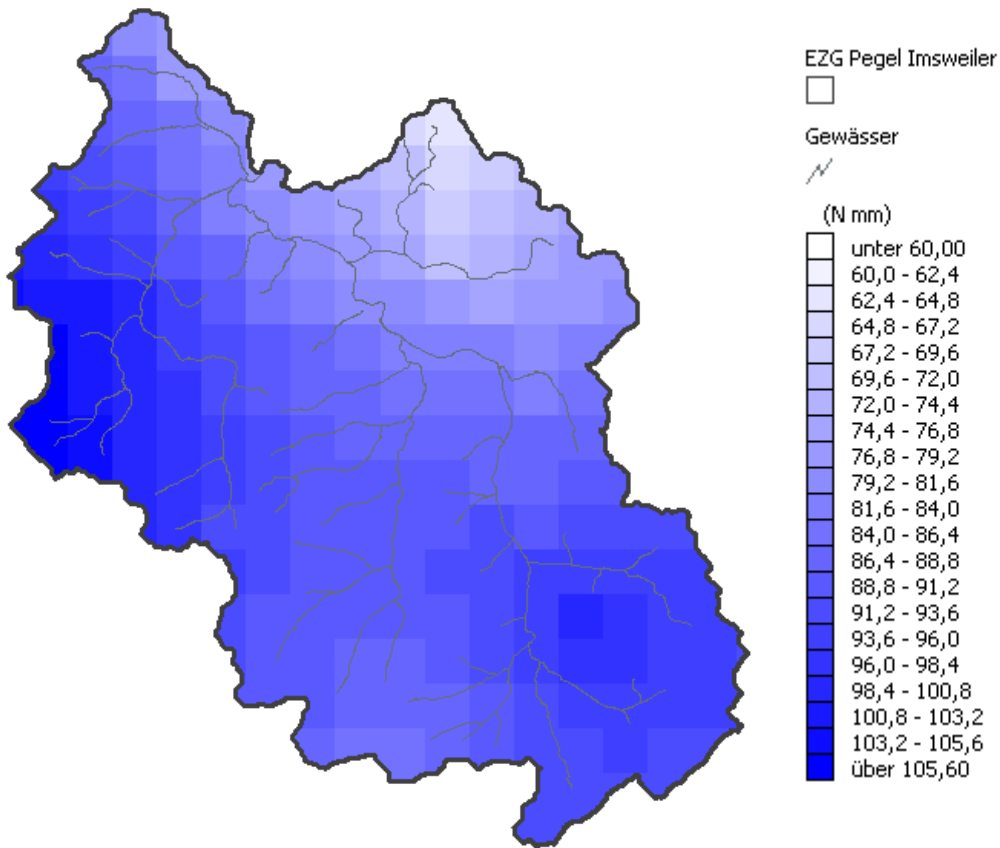 EZG Pegel Imsweiler
Gewässer
(N mm)
unter 60,00
60,0 - 62,4
62,4 - 64,8
64,8 - 67,2
67,2 - 69,6
69,6 - 72,0
72,0 - 74,4
74,4 - 76,8
76,8 - 79,2
79,2 - 81,6
81,6 - 84,0
84,0 - 86,4
86,4 - 88,8
88,8 - 91,2
91,2 - 93,6
93,6 - 96,0
96,0 - 98,4
98,4 - 100,8
100,8 - 103,2
103,2 - 105,6
über 105,60